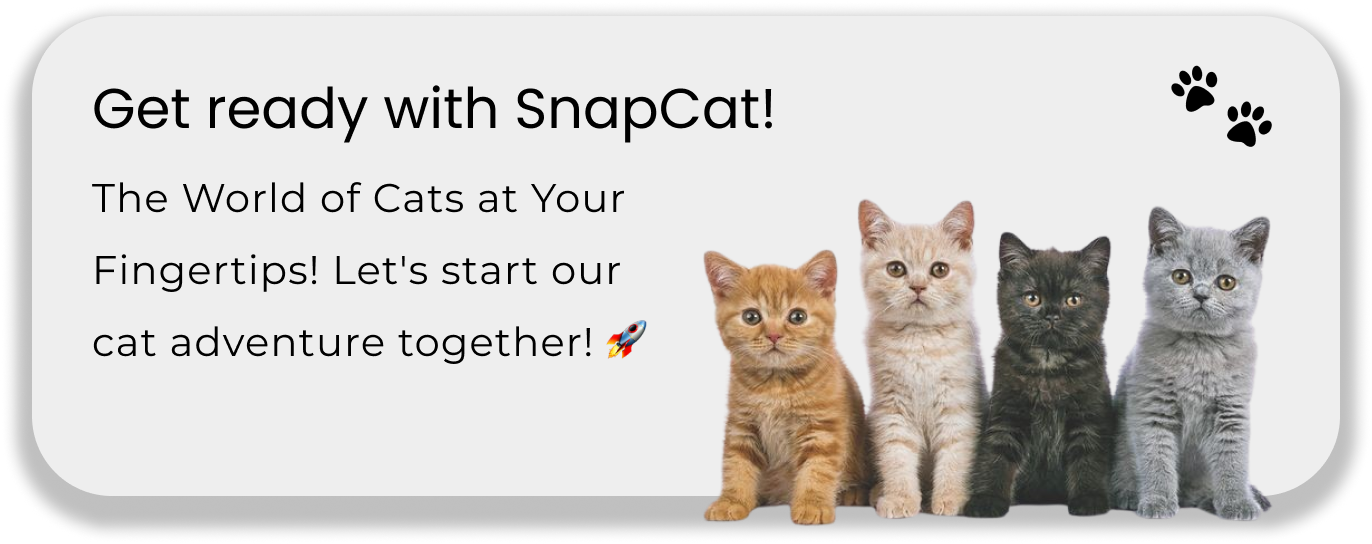 Get ready with SnapCat!
The World of Cats at Your
Fingertips! Let's start our
cat adventure together! 🚀